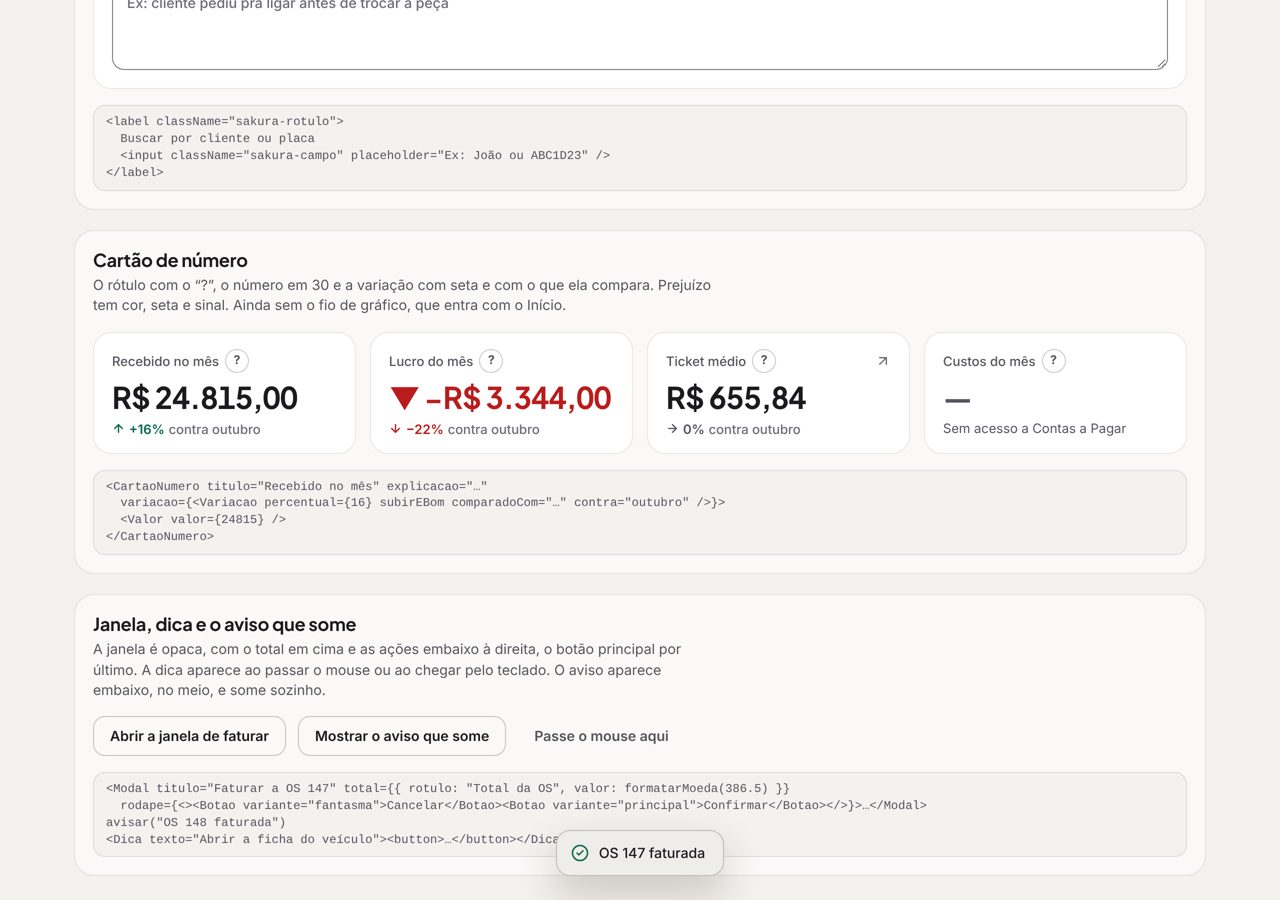 Ex: cliente pediu pra ligar antes de trocar a peça
<label className="sakura-rotulo">
Buscar por cliente ou placa
<input className="sakura-campo" placeholder="Ex: João ou ABC1D23" />
</label>
Cartão de número
O rótulo com o “?”, o número em 30 e a variação com seta e com o que ela compara. Prejuízo
tem cor, seta e sinal. Ainda sem o fio de gráfico, que entra com o Início.
Recebido no mês ?
R$ 24.815,00
↑ +16% contra outubro
Lucro do mês ?
▼ −R$ 3.344,00
↓ −22% contra outubro
Ticket médio ? ↗
R$ 655,84
→ 0% contra outubro
Custos do mês ?
—
Sem acesso a Contas a Pagar
<CartaoNumero titulo="Recebido no mês" explicacao="…"
variacao={<Variacao percentual={16} subirEBom comparadoCom="…" contra="outubro" />}>
<Valor valor={24815} />
</CartaoNumero>
Janela, dica e o aviso que some
A janela é opaca, com o total em cima e as ações embaixo à direita, o botão principal por
último. A dica aparece ao passar o mouse ou ao chegar pelo teclado. O aviso aparece
embaixo, no meio, e some sozinho.
Abrir a janela de faturar
Mostrar o aviso que some
Passe o mouse aqui
<Modal titulo="Faturar a OS 147" total={{ rotulo: "Total da OS", valor: formatarMoeda(386.5) }}
rodape={<><Botao variante="fantasma">Cancelar</Botao><Botao variante="principal">Confirmar</Botao></>}>…</Modal>
avisar("OS 148 faturada")
<Dica texto="Abrir a ficha do veículo"><button>…</button></Dica
OS 147 faturada